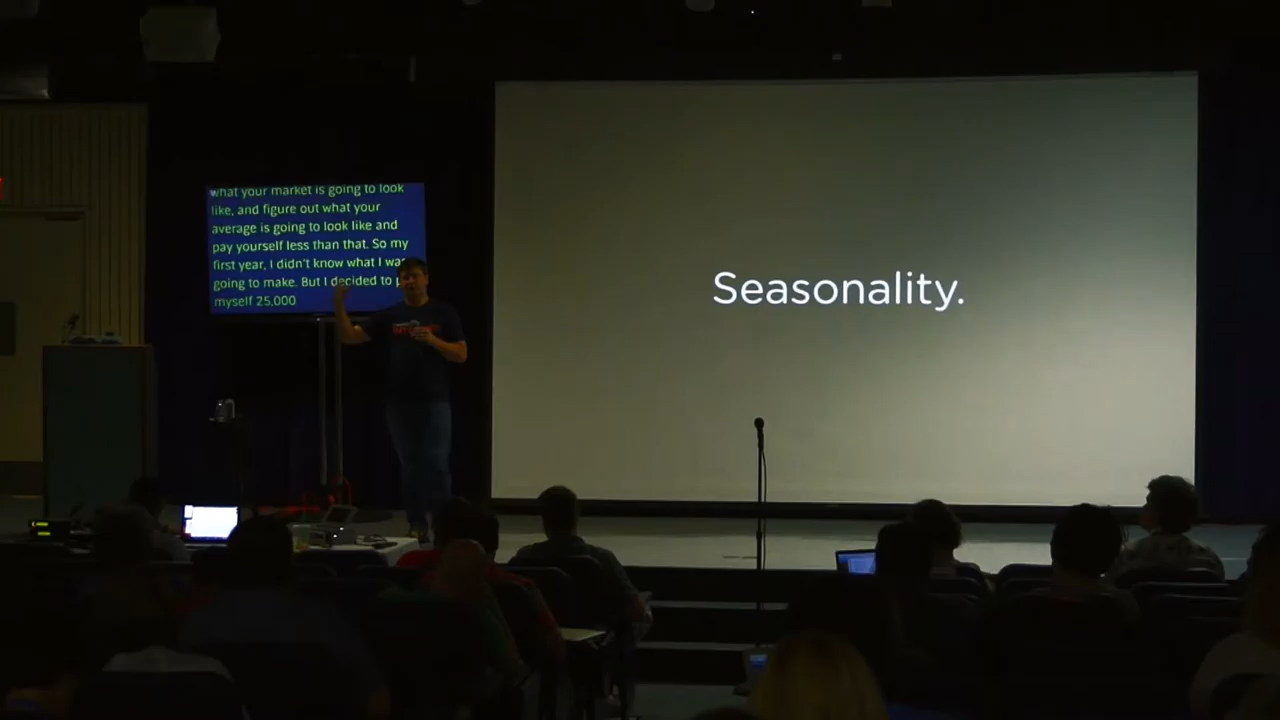 what your market is going to look
like, and figure out what your
average is going to look like and
pay yourself less than that. So my
first year, I didn't know what I was
going to make. But I decided to
myself 25,000
Seasonality.